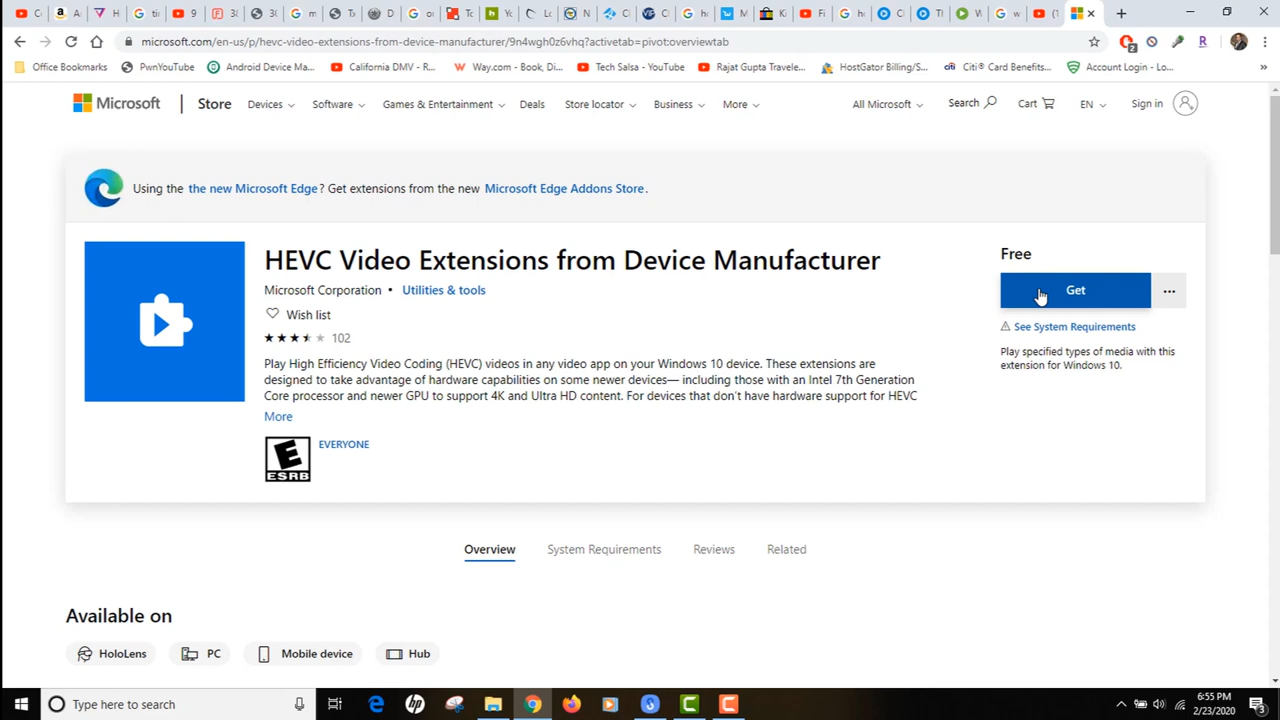 microsoft.com/en-us/p/hevc-video-extensions-from-device-manufacturer/9n4wgh0z6vhq?activetab=pivot:overviewtab
2
R
Office Bookmarks
PwnYouTube
Android Device Ma...
California DMV - R...
Way.com - Book, Di...
Tech Salsa - YouTube
Rajat Gupta Travele...
HostGator Billing/S...
citi Citi® Card Benefits...
Account Login - Lo...
»
Microsoft
Store
Devices
Software
Games & Entertainment
Deals
Store locator
Business
More
All Microsoft
Search
Cart
EN
Sign in
Using the the new Microsoft Edge? Get extensions from the new Microsoft Edge Addons Store.
HEVC Video Extensions from Device Manufacturer
Microsoft Corporation • Utilities & tools
Wish list
102
Play High Efficiency Video Coding (HEVC) videos in any video app on your Windows 10 device. These extensions are
designed to take advantage of hardware capabilities on some newer devices— including those with an Intel 7th Generation
Core processor and newer GPU to support 4K and Ultra HD content. For devices that don't have hardware support for HEVC
More
E
ESRB
EVERYONE
Free
Get
...
See System Requirements
Play specified types of media with this
extension for Windows 10.
Overview
System Requirements
Reviews
Related
Available on
HoloLens
PC
Mobile device
Hub
Type here to search
hp
6:55 PM
2/23/2020
3